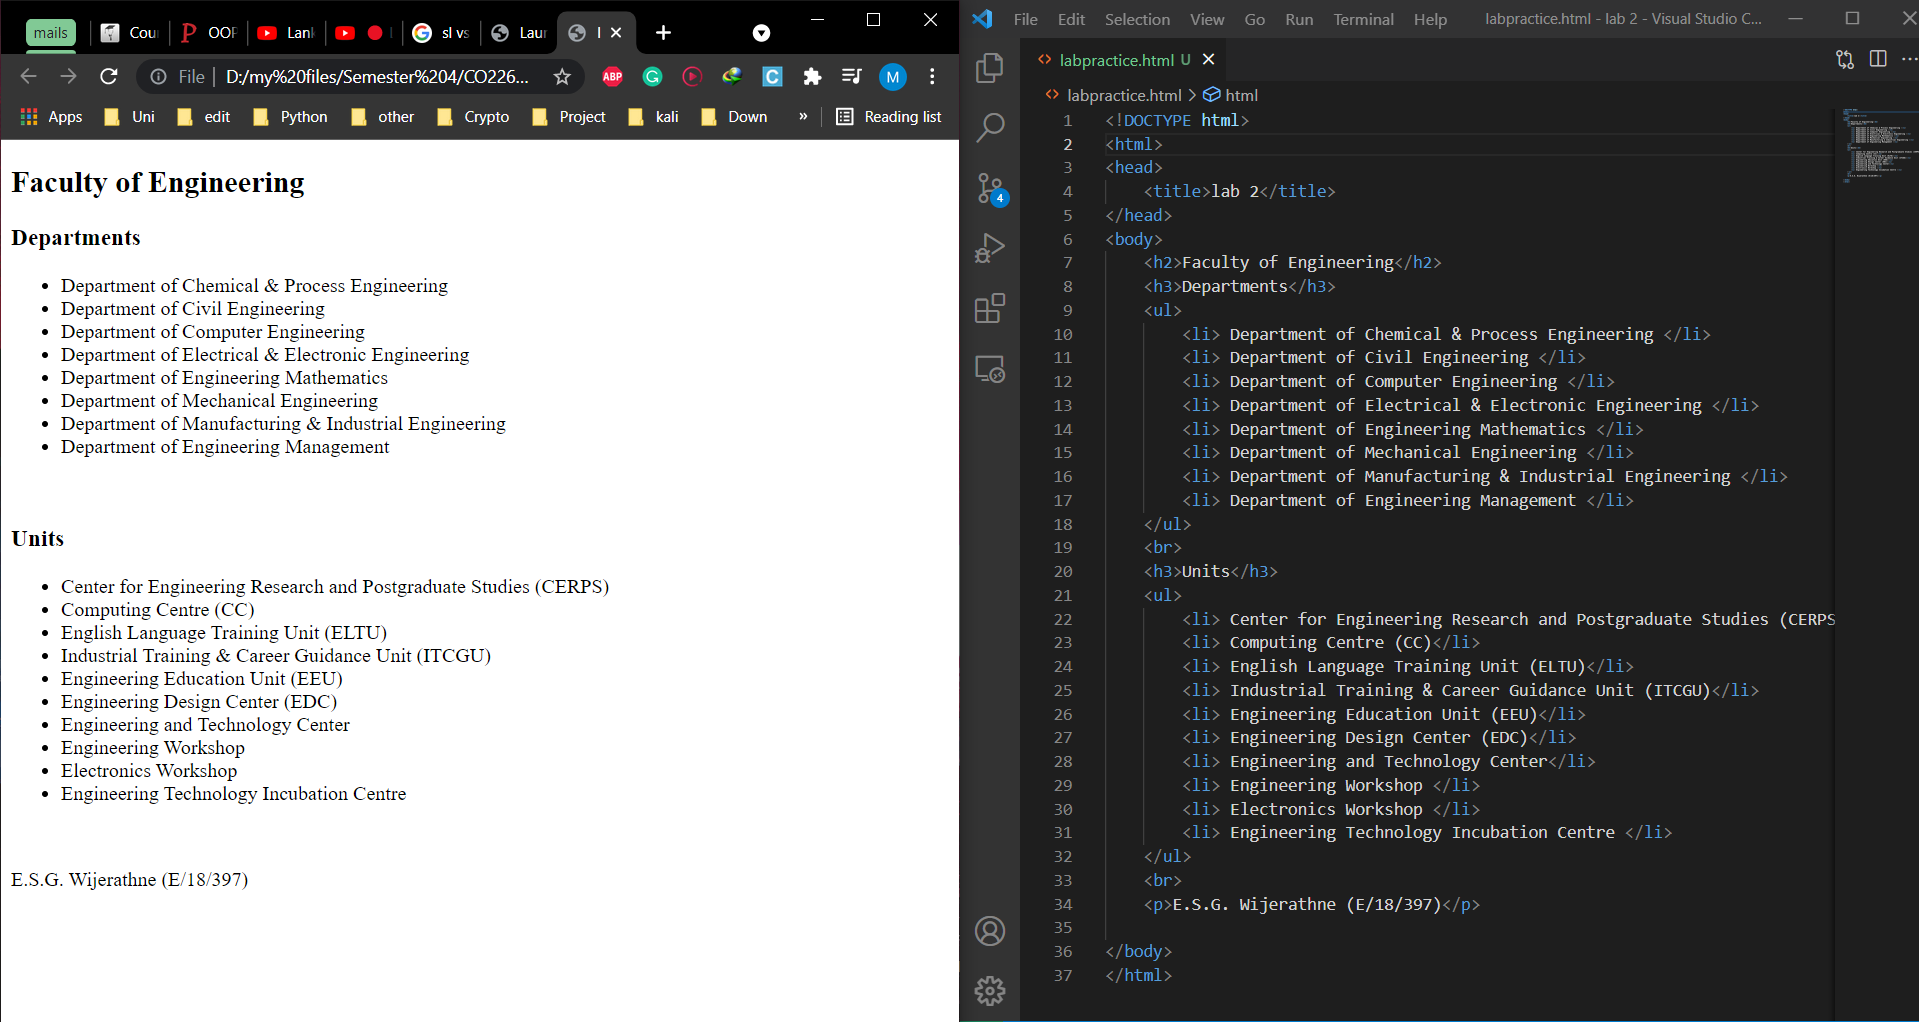 mails Cou OOP Lank sl vs Lau
File D:/my%20files/Semester%204/CO226...
ABP G C M
Apps Uni edit Python other Crypto Project kali Down » Reading list
Faculty of Engineering
Departments
• Department of Chemical & Process Engineering
• Department of Civil Engineering
• Department of Computer Engineering
• Department of Electrical & Electronic Engineering
• Department of Engineering Mathematics
• Department of Mechanical Engineering
• Department of Manufacturing & Industrial Engineering
• Department of Engineering Management
Units
• Center for Engineering Research and Postgraduate Studies (CERPS)
• Computing Centre (CC)
• English Language Training Unit (ELTU)
• Industrial Training & Career Guidance Unit (ITCGU)
• Engineering Education Unit (EEU)
• Engineering Design Center (EDC)
• Engineering and Technology Center
• Engineering Workshop
• Electronics Workshop
• Engineering Technology Incubation Centre
E.S.G. Wijerathne (E/18/397)
File Edit Selection View Go Run Terminal Help labpractice.html - lab 2 - Visual Studio C...
<> labpractice.html U
<> labpractice.html > html
4
1 <!DOCTYPE html>
2 <html>
3 <head>
4 <title>lab 2</title>
5 </head>
6 <body>
7 <h2>Faculty of Engineering</h2>
8 <h3>Departments</h3>
9 <ul>
10 <li> Department of Chemical & Process Engineering </li>
11 <li> Department of Civil Engineering </li>
12 <li> Department of Computer Engineering </li>
13 <li> Department of Electrical & Electronic Engineering </li>
14 <li> Department of Engineering Mathematics </li>
15 <li> Department of Mechanical Engineering </li>
16 <li> Department of Manufacturing & Industrial Engineering </li>
17 <li> Department of Engineering Management </li>
18 </ul>
19 <br>
20 <h3>Units</h3>
21 <ul>
22 <li> Center for Engineering Research and Postgraduate Studies (CERPS
23 <li> Computing Centre (CC)</li>
24 <li> English Language Training Unit (ELTU)</li>
25 <li> Industrial Training & Career Guidance Unit (ITCGU)</li>
26 <li> Engineering Education Unit (EEU)</li>
27 <li> Engineering Design Center (EDC)</li>
28 <li> Engineering and Technology Center</li>
29 <li> Engineering Workshop </li>
30 <li> Electronics Workshop </li>
31 <li> Engineering Technology Incubation Centre </li>
32 </ul>
33 <br>
34 <p>E.S.G. Wijerathne (E/18/397)</p>
35
36 </body>
37 </html>